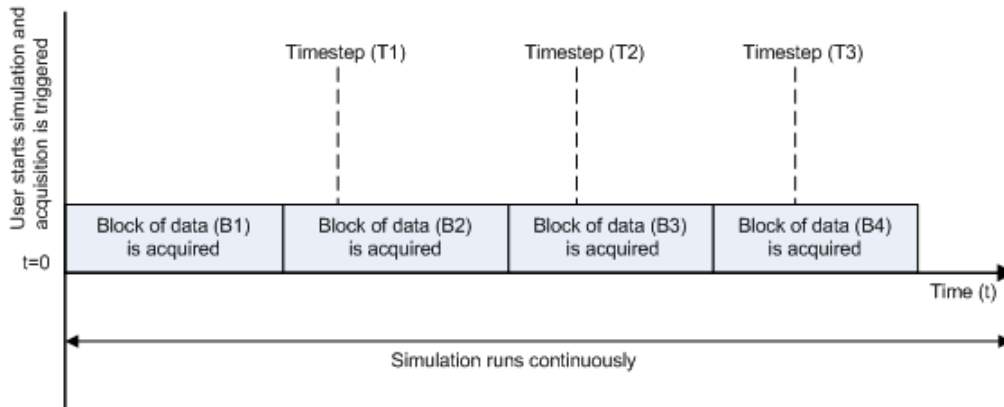 User starts simulation and
acquisition is triggered
Timestep (T1)
Timestep (T2)
Timestep (T3)
Block of data (B1)
is acquired
Block of data (B2)
is acquired
Block of data (B3)
is acquired
Block of data (B4)
is acquired
t=0
Time (t)
Simulation runs continuously